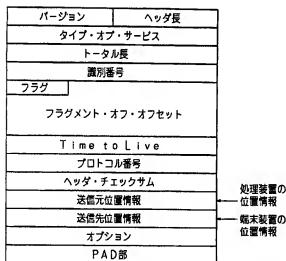 バージョン ヘッダ長
タイプ・オブ・サービス
トータル長
識別番号
フラグ
フラグメント・オフ・オフセット
Time to Live
プロトコル番号
ヘッダ・チェックサム
送信元位置情報
処理装置の
位置情報
送信先位置情報
端末装置の
位置情報
オプション
PAD部